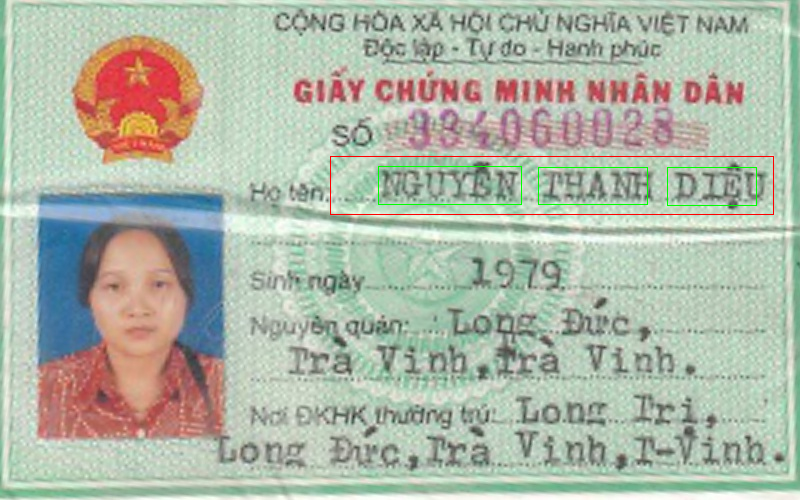 CỘNG HÒA XÃ HỘI CHỦ NGHĨA VIỆT NAM
Độc lập - Tự do - Hạnh phúc
GIẤY CHỨNG MINH NHÂN DÂN
SỐ 334060028
Họ tên: NGUYỄN THANH DIỆU
Sinh ngày 1979
Nguyên quán: Long Đức,
Trà Vinh, Trà Vinh.
Nơi ĐKHK thường trú: Long Trị,
Long Đức, Trà Vinh, T-Vinh.